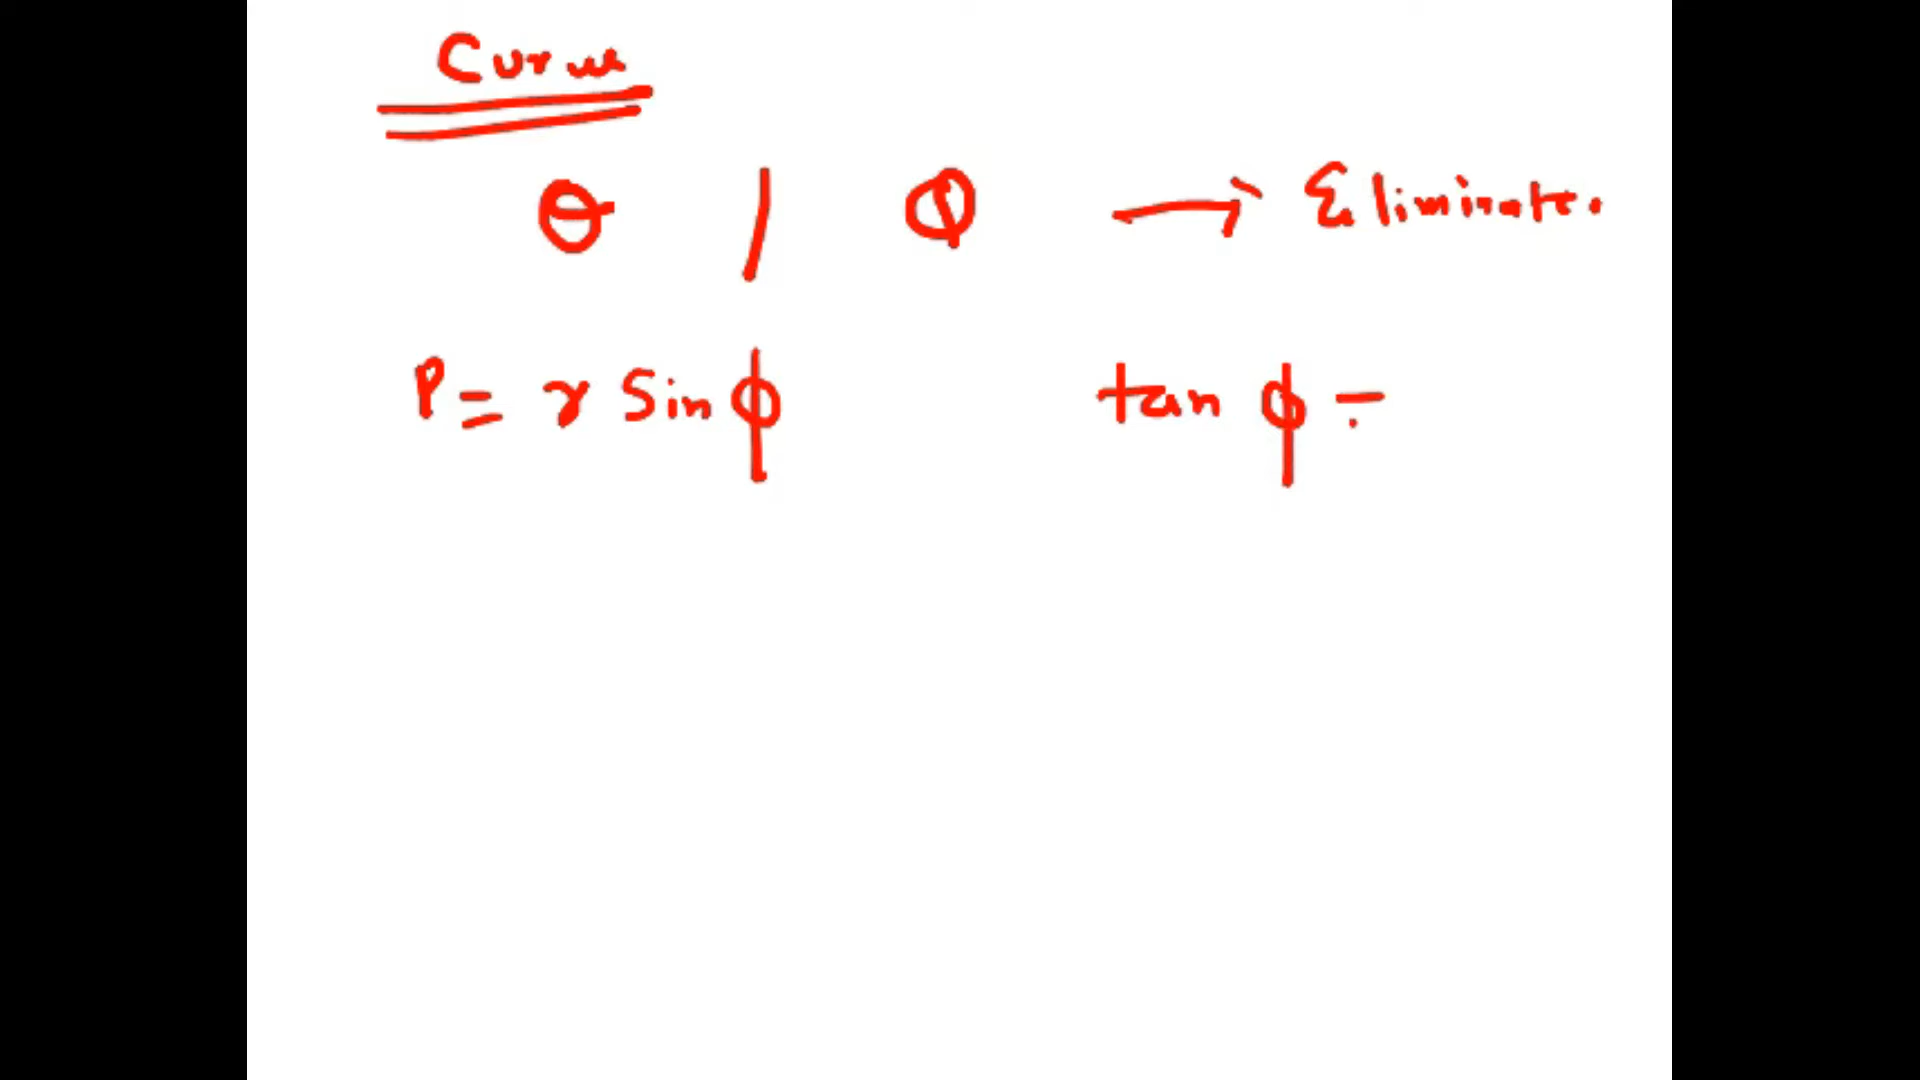 Curve
θ / ϕ → Eliminate.
P = r Sin ϕ tan ϕ =